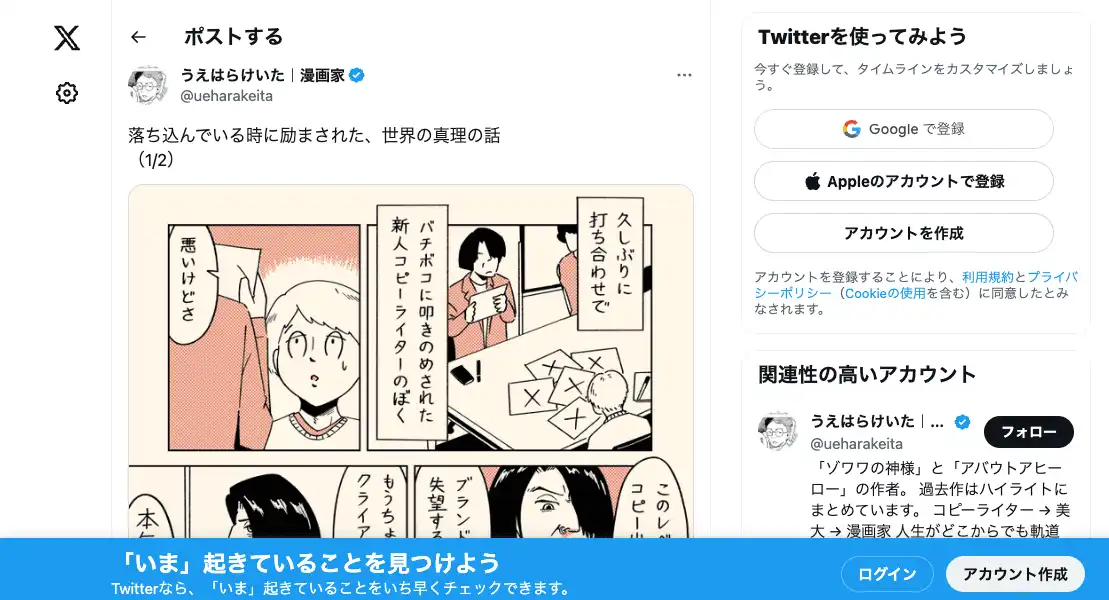 ポストする
うえはらけいた｜漫画家
@ueharakeita
落ち込んでいる時に励まされた、世界の真理の話
（1/2）
久しぶりに
打ち合わせで
バチボコに叩きのめされた
新人コピーライターのぼく
悪いけどさ
このレベ
コピー
ブランド
失望する
もうちょ
クライア
本
Twitterを使ってみよう
今すぐ登録して、タイムラインをカスタマイズしましょ
う。
Google で登録
Appleのアカウントで登録
アカウントを作成
アカウントを登録することにより、利用規約とプライバ
シーポリシー（Cookieの使用を含む）に同意したとみ
なされます。
関連性の高いアカウント
うえはらけいた｜...
@ueharakeita
フォロー
「ゾワワの神様」と「アバウトアヒー
ロー」の作者。 過去作はハイライトに
まとめています。 コピーライター → 美
大 → 漫画家 人生がどこからでも軌道
「いま」起きていることを見つけよう
Twitterなら、「いま」起きていることをいち早くチェックできます。
ログイン
アカウント作成